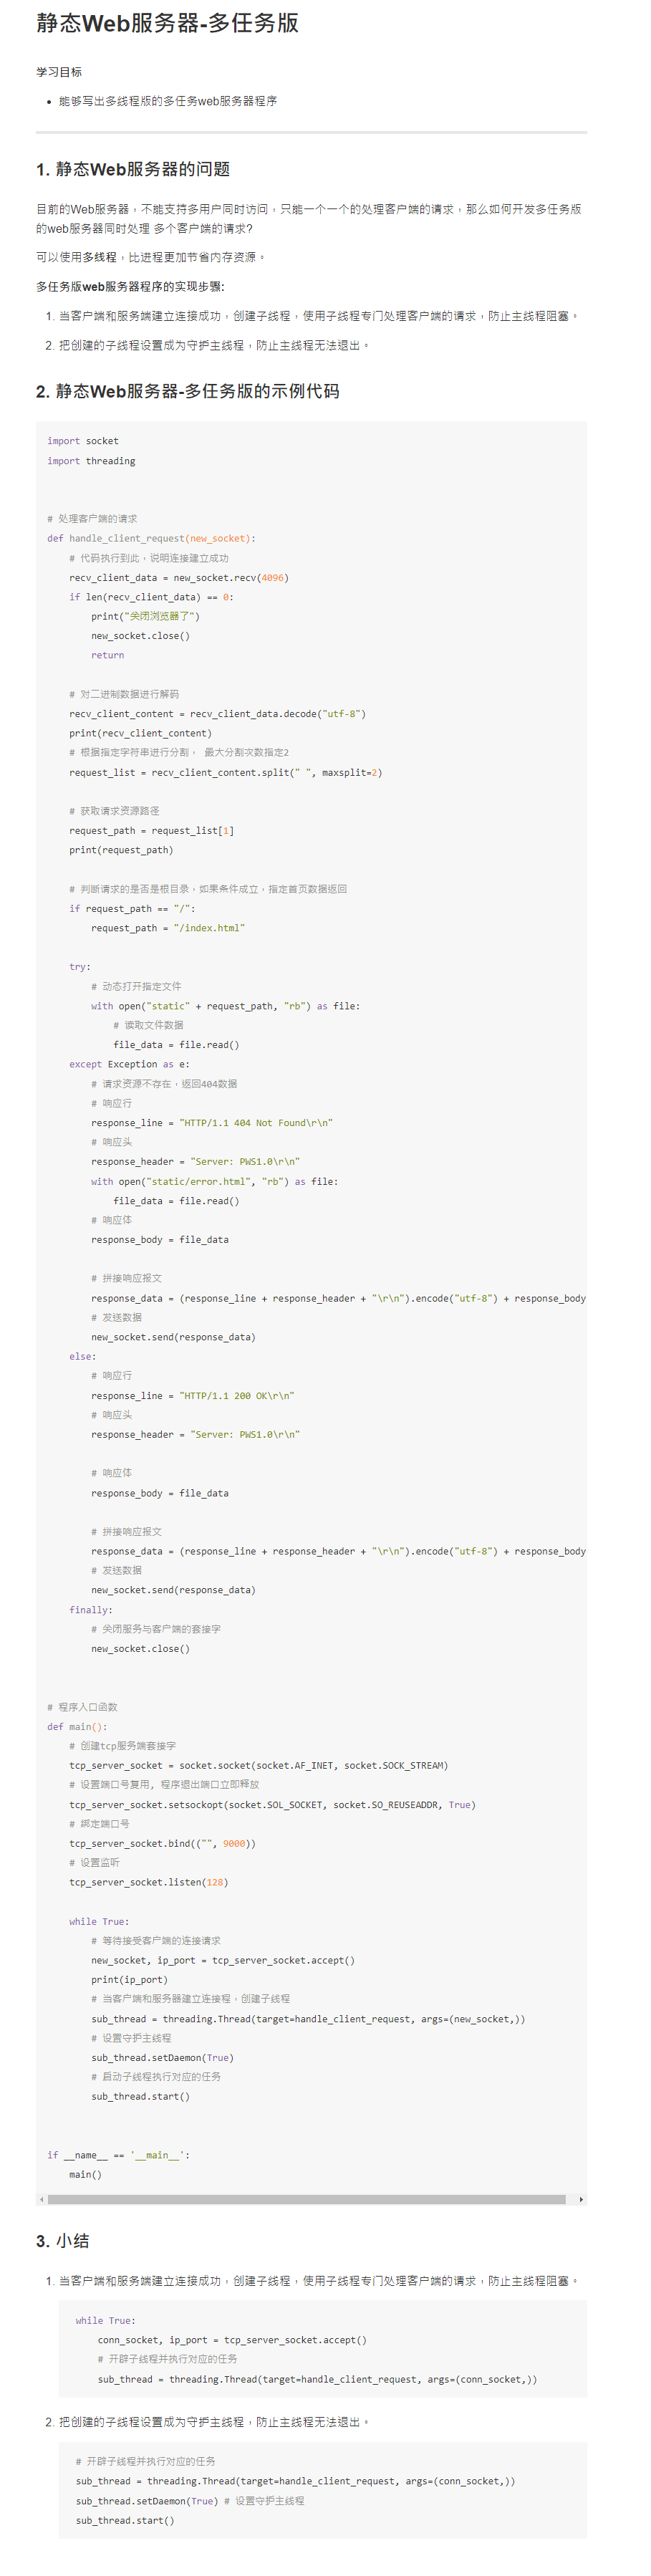 静态Web服务器-多任务版
学习目标
• 能够写出多线程版的多任务web服务器程序
1. 静态Web服务器的问题
目前的Web服务器，不能支持多用户同时访问，只能一个一个的处理客户端的请求，那么如何开发多任务版
的web服务器同时处理 多个客户端的请求?
可以使用多线程，比进程更加节省内存资源。
多任务版web服务器程序的实现步骤:
1. 当客户端和服务端建立连接成功，创建子线程，使用子线程专门处理客户端的请求，防止主线程阻塞。
2. 把创建的子线程设置成为守护主线程，防止主线程无法退出。
2. 静态Web服务器-多任务版的示例代码
import socket
import threading
# 处理客户端的请求
def handle_client_request(new_socket):
    # 代码执行到此，说明连接建立成功
    recv_client_data = new_socket.recv(4096)
    if len(recv_client_data) == 0:
        print("关闭浏览器了")
        new_socket.close()
        return
    # 对二进制数据进行解码
    recv_client_content = recv_client_data.decode("utf-8")
    print(recv_client_content)
    # 根据指定字符串进行分割， 最大分割次数指定2
    request_list = recv_client_content.split(" ", maxsplit=2)
    # 获取请求资源路径
    request_path = request_list[1]
    print(request_path)
    # 判断请求的是否是根目录，如果条件成立，指定首页数据返回
    if request_path == "/":
        request_path = "/index.html"
    try:
        # 动态打开指定文件
        with open("static" + request_path, "rb") as file:
            # 读取文件数据
            file_data = file.read()
    except Exception as e:
        # 请求资源不存在，返回404数据
        # 响应行
        response_line = "HTTP/1.1 404 Not Found\r\n"
        # 响应头
        response_header = "Server: PWS1.0\r\n"
        with open("static/error.html", "rb") as file:
            file_data = file.read()
        # 响应体
        response_body = file_data
        # 拼接响应报文
        response_data = (response_line + response_header + "\r\n").encode("utf-8") + response_body
        # 发送数据
        new_socket.send(response_data)
    else:
        # 响应行
        response_line = "HTTP/1.1 200 OK\r\n"
        # 响应头
        response_header = "Server: PWS1.0\r\n"
        # 响应体
        response_body = file_data
        # 拼接响应报文
        response_data = (response_line + response_header + "\r\n").encode("utf-8") + response_body
        # 发送数据
        new_socket.send(response_data)
    finally:
        # 关闭服务与客户端的套接字
        new_socket.close()
# 程序入口函数
def main():
    # 创建tcp服务端套接字
    tcp_server_socket = socket.socket(socket.AF_INET, socket.SOCK_STREAM)
    # 设置端口号复用, 程序退出端口立即释放
    tcp_server_socket.setsockopt(socket.SOL_SOCKET, socket.SO_REUSEADDR, True)
    # 绑定端口号
    tcp_server_socket.bind(("", 9000))
    # 设置监听
    tcp_server_socket.listen(128)
    while True:
        # 等待接受客户端的连接请求
        new_socket, ip_port = tcp_server_socket.accept()
        print(ip_port)
        # 当客户端和服务器建立连接程，创建子线程
        sub_thread = threading.Thread(target=handle_client_request, args=(new_socket,))
        # 设置守护主线程
        sub_thread.setDaemon(True)
        # 启动子线程执行对应的任务
        sub_thread.start()
if __name__ == '__main__':
    main()
3. 小结
1. 当客户端和服务端建立连接成功，创建子线程，使用子线程专门处理客户端的请求，防止主线程阻塞。
while True:
    conn_socket, ip_port = tcp_server_socket.accept()
    # 开辟子线程并执行对应的任务
    sub_thread = threading.Thread(target=handle_client_request, args=(conn_socket,))
2. 把创建的子线程设置成为守护主线程，防止主线程无法退出。
# 开辟子线程并执行对应的任务
sub_thread = threading.Thread(target=handle_client_request, args=(conn_socket,))
sub_thread.setDaemon(True) # 设置守护主线程
sub_thread.start()